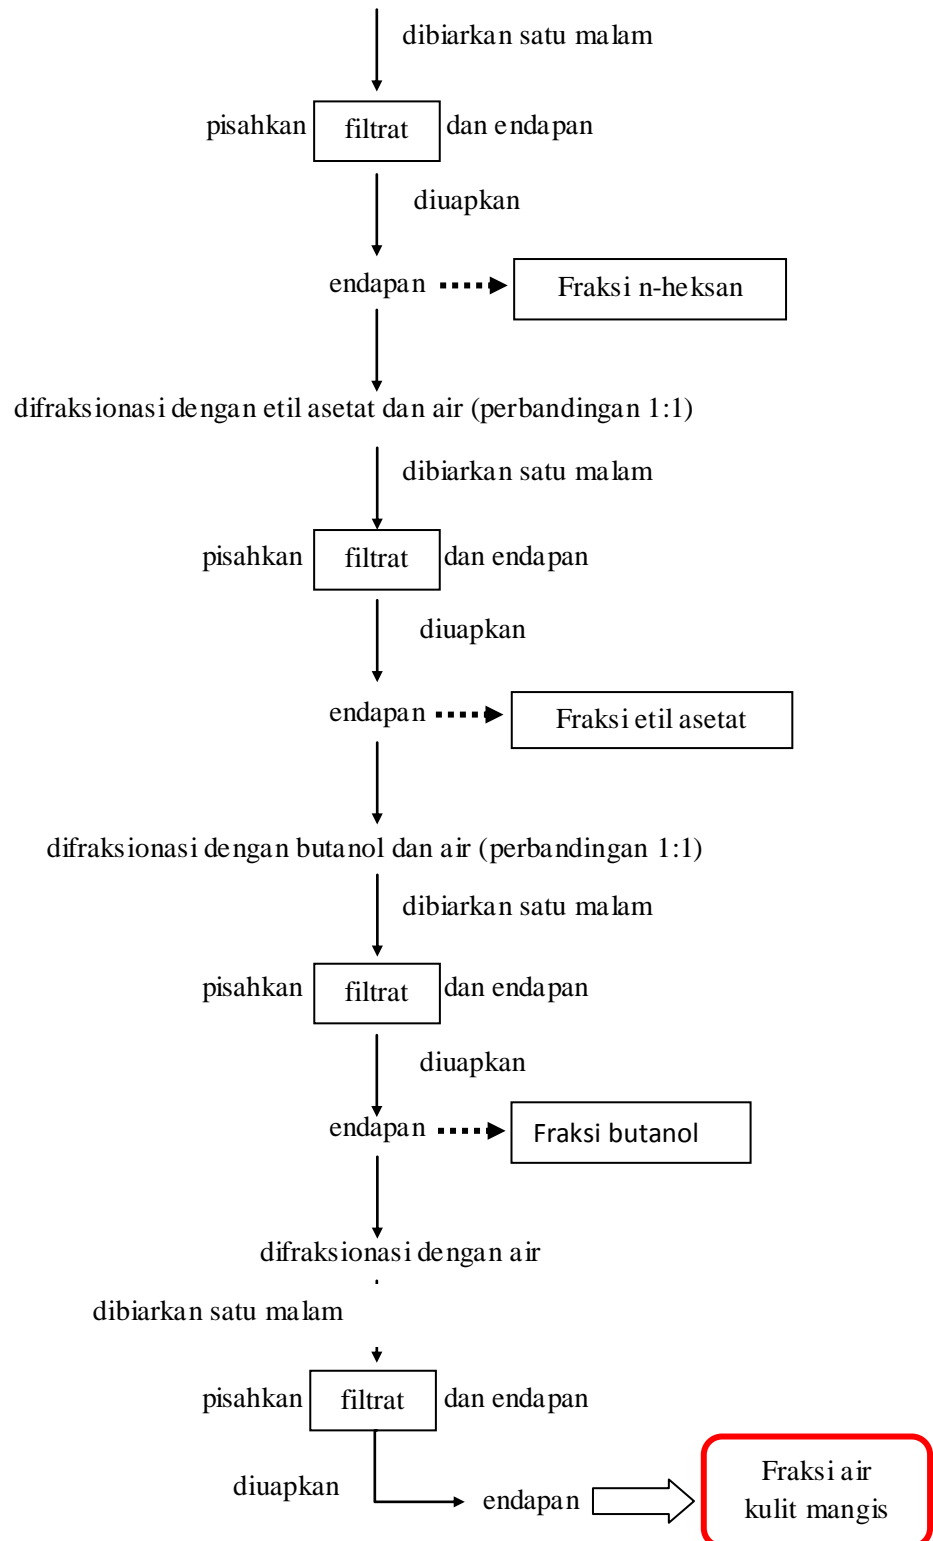 dibiarkan satu malam
pisahkan filtrat dan endapan
diuapkan
endapan Fraksi n-heksan
difraksionasi dengan etil asetat dan air (perbandingan 1:1)
dibiarkan satu malam
pisahkan filtrat dan endapan
diuapkan
endapan Fraksi etil asetat
difraksionasi dengan butanol dan air (perbandingan 1:1)
dibiarkan satu malam
pisahkan filtrat dan endapan
diuapkan
endapan Fraksi butanol
difraksionasi dengan air
dibiarkan satu malam
pisahkan filtrat dan endapan
diuapkan endapan Fraksi air
kulit mangis